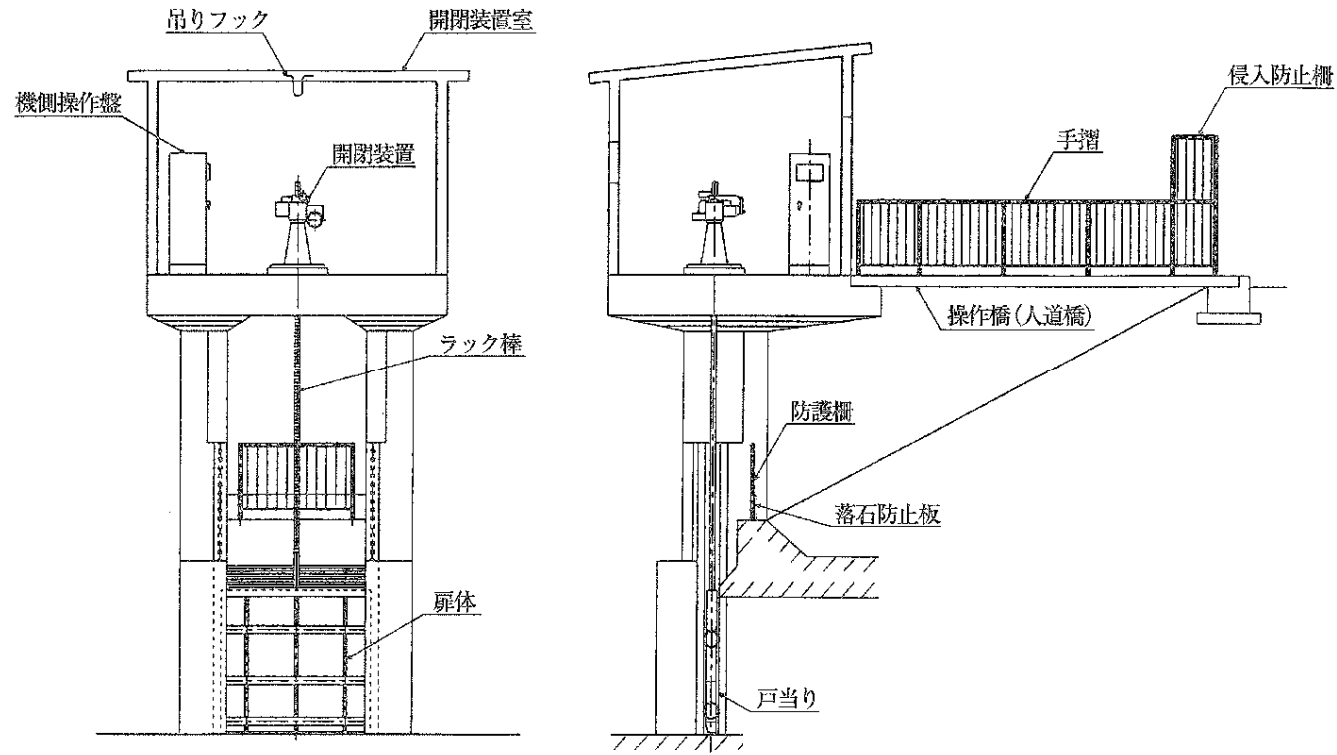 吊りフック
開閉装置室
機側操作盤
開閉装置
ラック棒
扉体
侵入防止柵
手摺
操作橋(人道橋)
防護柵
落石防止板
戸当り